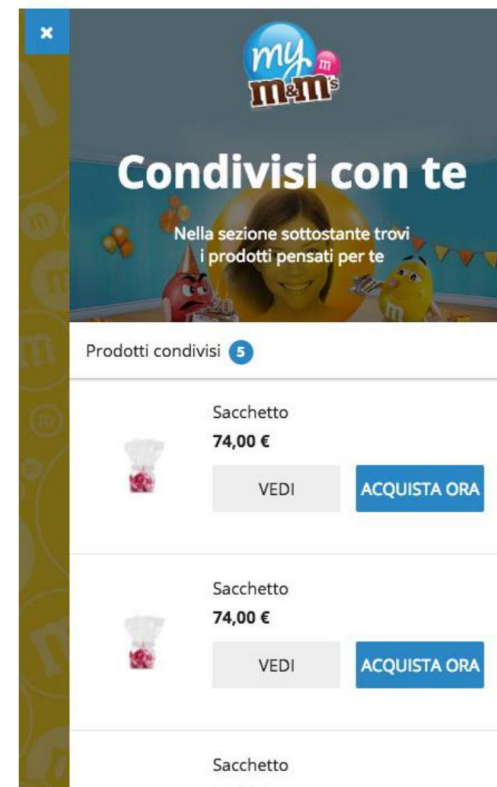 my
m
m&m's
Condivisi con te
Nella sezione sottostante trovi
i prodotti pensati per te
Prodotti condivisi 5
Sacchetto
74,00 €
VEDI ACQUISTA ORA
Sacchetto
74,00 €
VEDI ACQUISTA ORA
Sacchetto